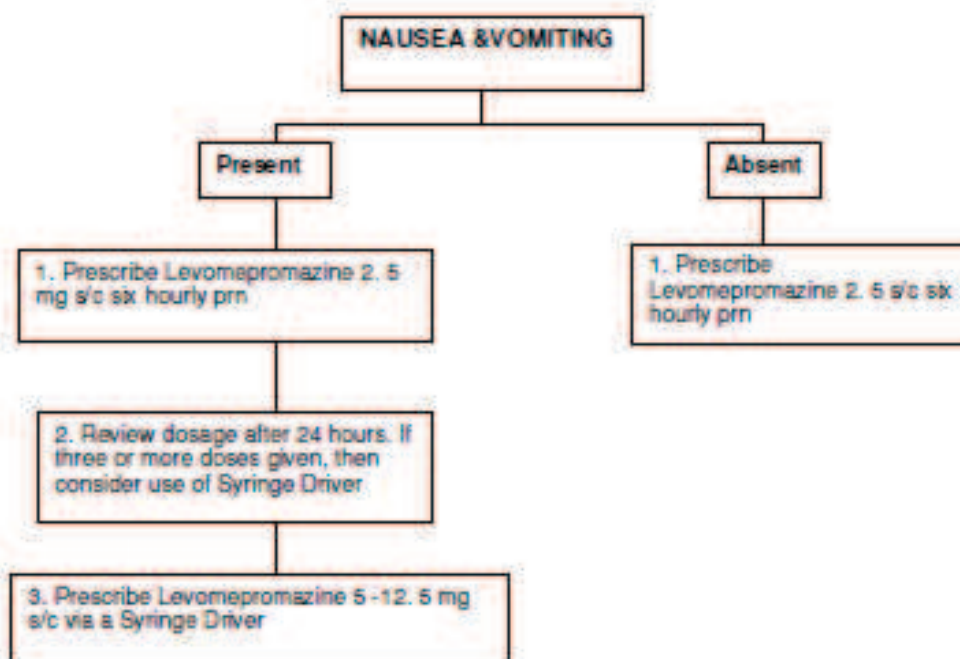 NAUSEA &VOMITING
Present
Absent
1. Prescribe Levomepromazine 2. 5
mg s/c six hourly prn
1. Prescribe
Levomepromazine 2. 5 s/c six
hourly prn
2. Review dosage after 24 hours. If
three or more doses given, then
consider use of Syringe Driver
3. Prescribe Levomepromazine 5 -12. 5 mg
s/c via a Syringe Driver